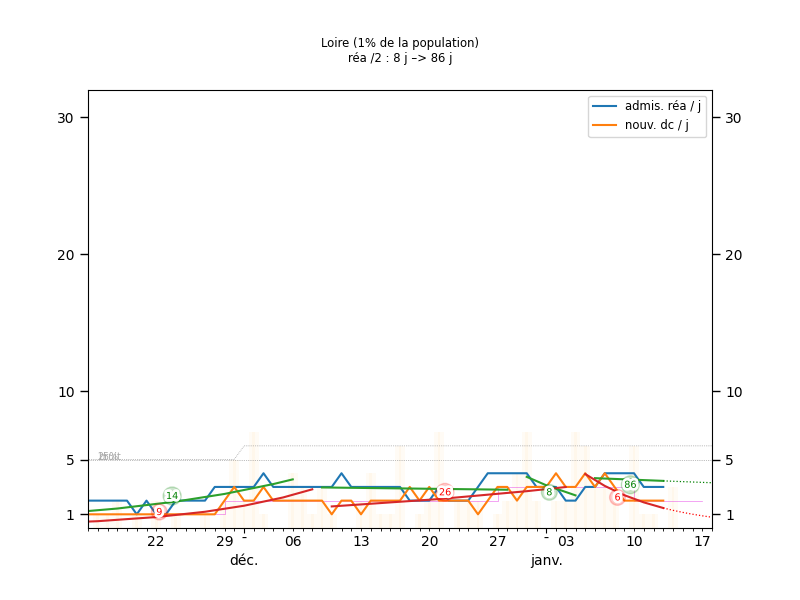 Loire (1% de la population)
réa /2 : 8 j –> 86 j
admis. réa / j
nouv. dc / j
30 30
20 20
10 10
5 5
1 1
14
9
26
8
86
6
22 29 - 06 13 20 27 - 03 10 17
déc. janv.